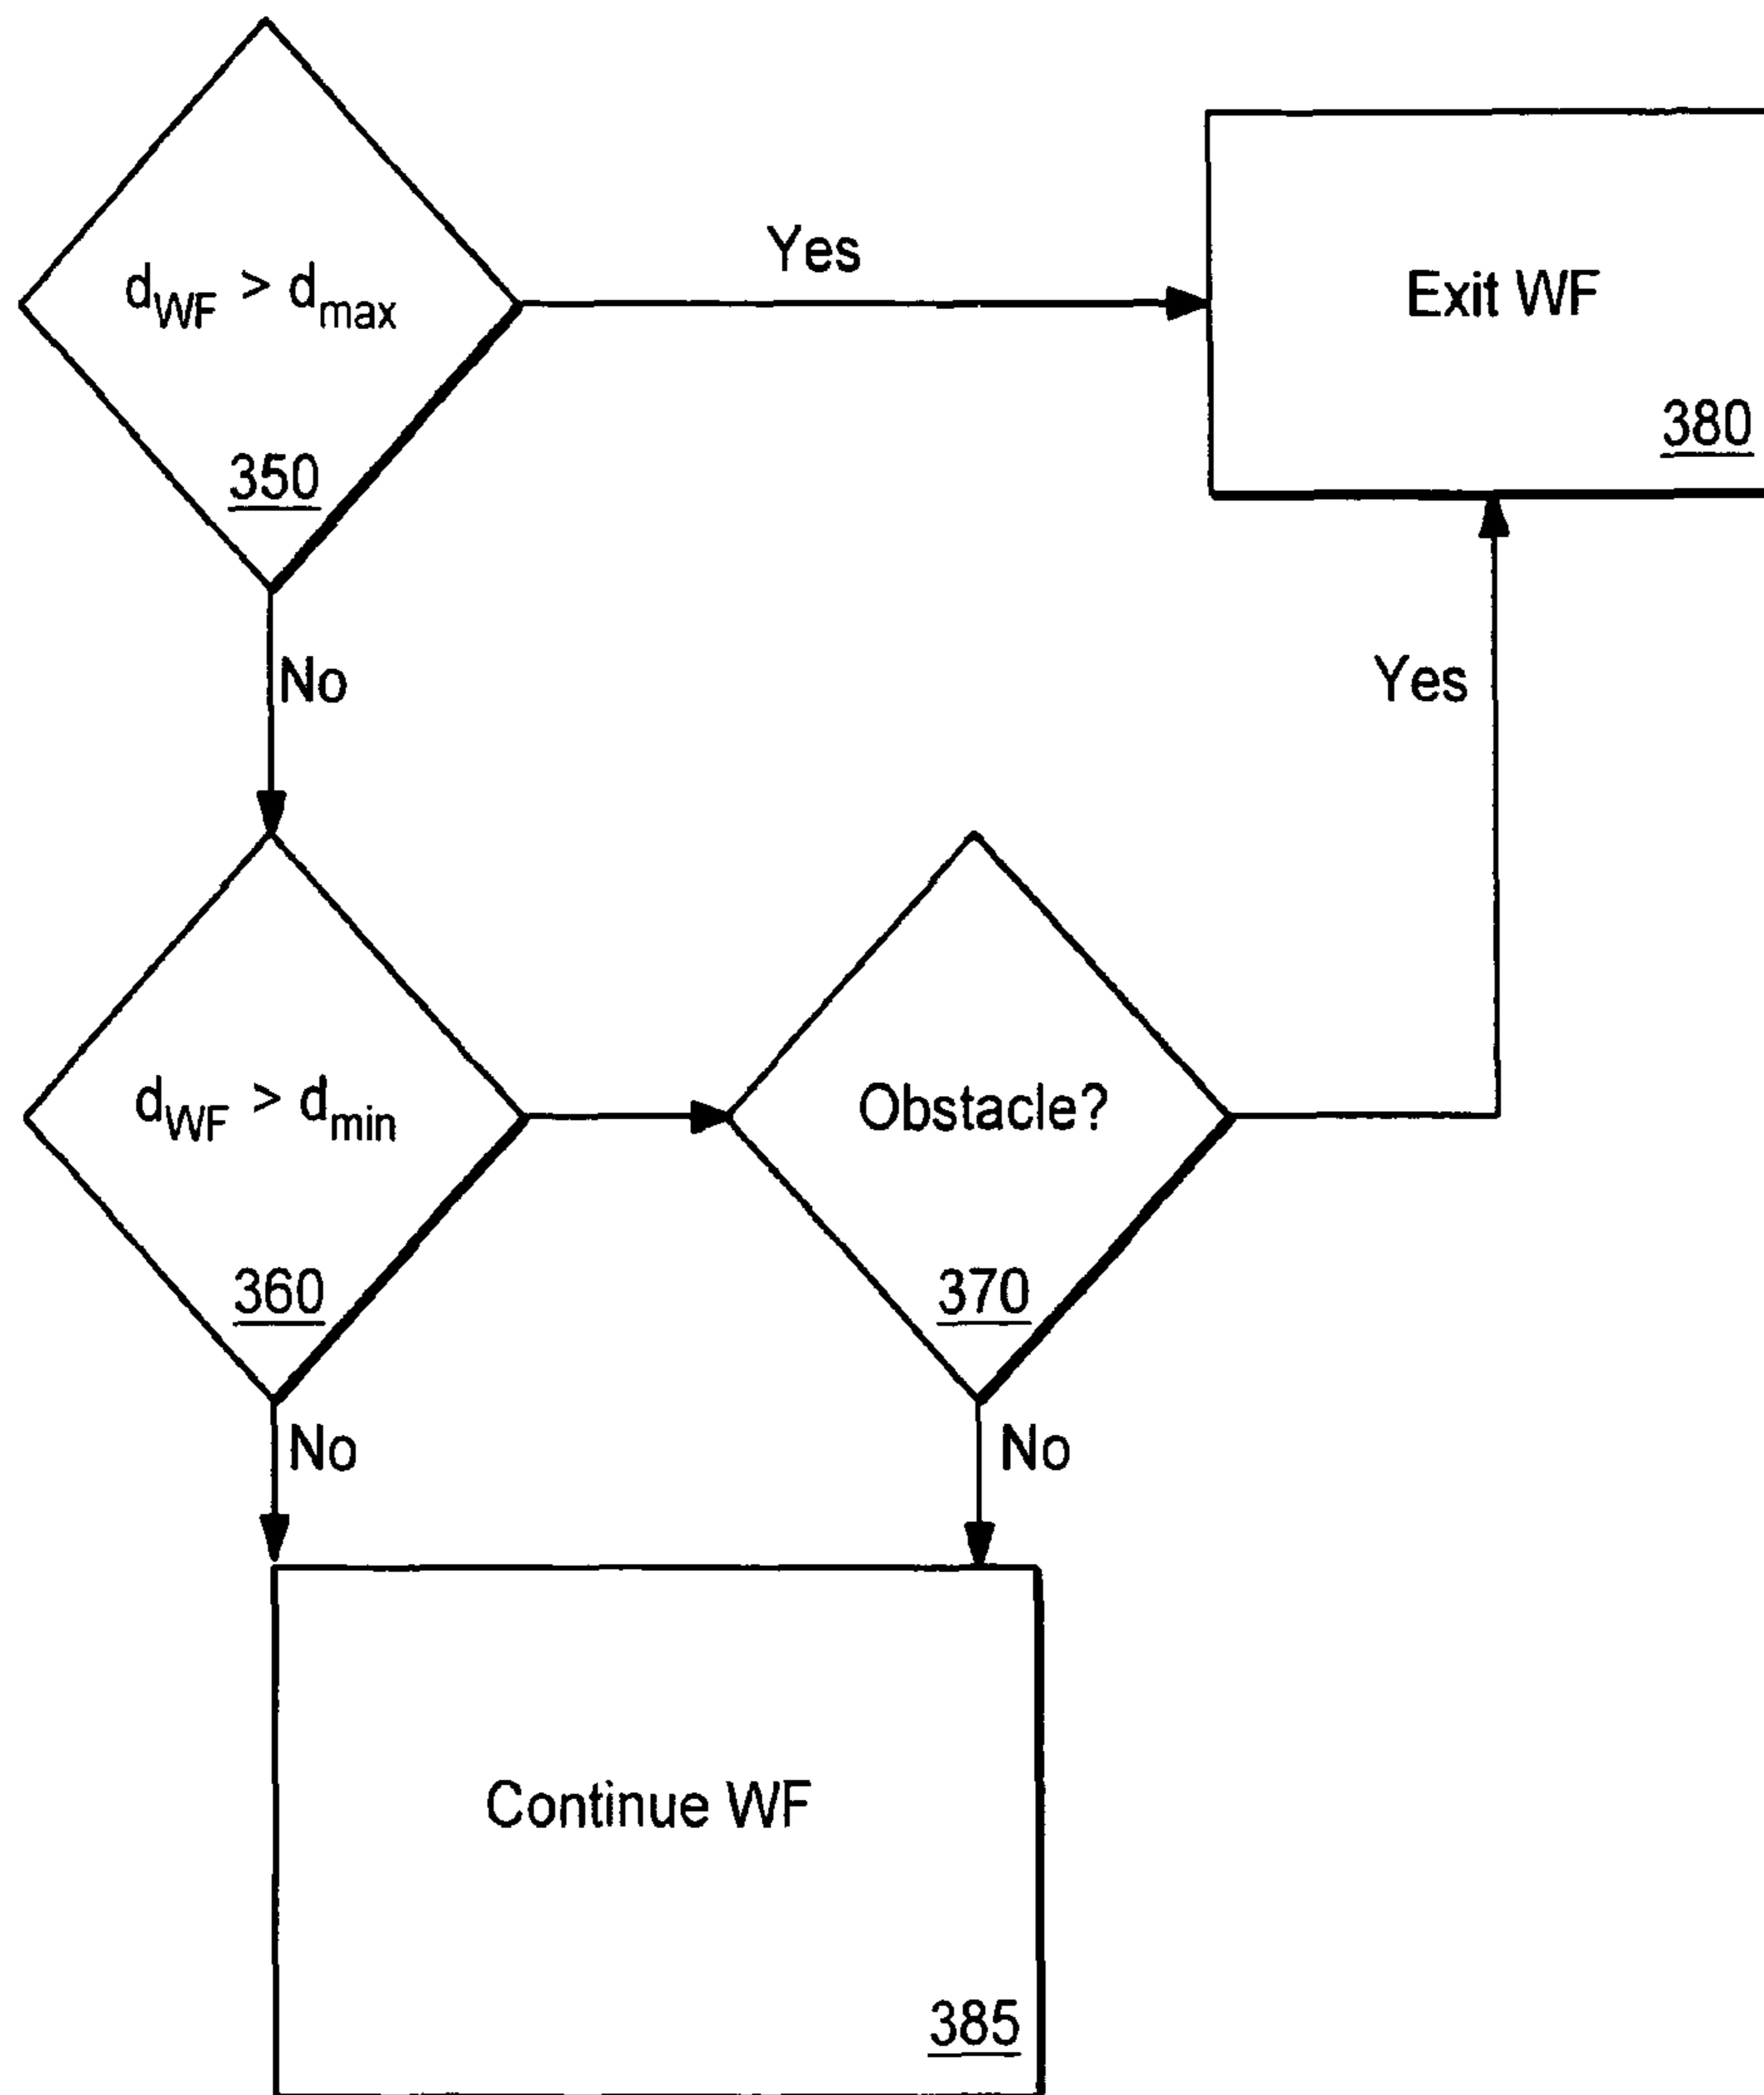 d_WF > d_max
350
Yes
Exit WF
380
No
Yes
d_WF > d_min
360
Obstacle?
370
No
No
Continue WF
385